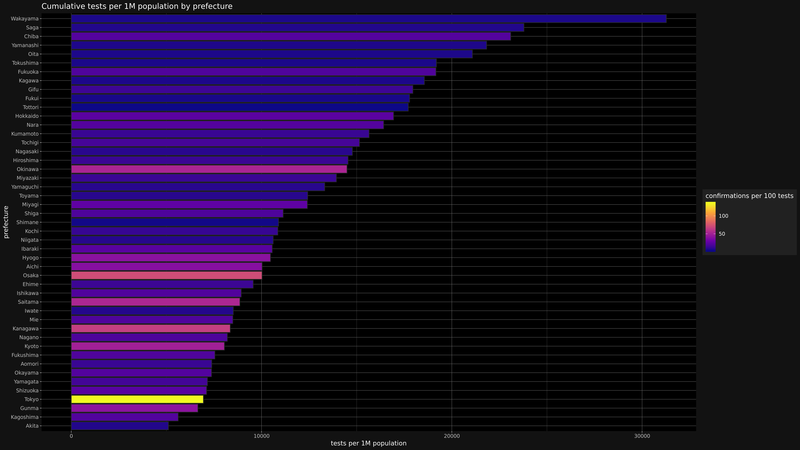 Cumulative tests per 1M population by prefecture
Wakayama
Saga
Chiba
Yamanashi
Oita
Tokushima
Fukuoka
Kagawa
Gifu
Fukui
Tottori
Hokkaido
Nara
Kumamoto
Tochigi
Nagasaki
Hiroshima
Okinawa
Miyazaki
Yamaguchi
Toyama
Miyagi
Shiga
Shimane
Kochi
Niigata
Ibaraki
Hyogo
Aichi
Osaka
Ehime
Ishikawa
Saitama
Iwate
Mie
Kanagawa
Nagano
Kyoto
Fukushima
Aomori
Okayama
Yamagata
Shizuoka
Tokyo
Gunma
Kagoshima
Akita
prefecture
0 10000 20000 30000
tests per 1M population
confirmations per 100 tests
100
50